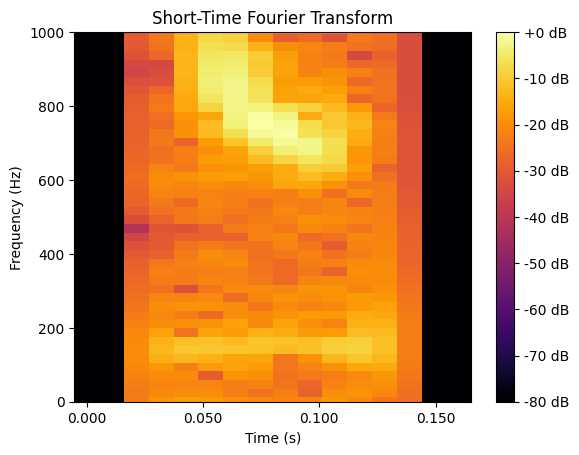 Short-Time Fourier Transform
1000
800
600
400
200
0
Frequency (Hz)
0.000
0.050
0.100
0.150
Time (s)
+0 dB
-10 dB
-20 dB
-30 dB
-40 dB
-50 dB
-60 dB
-70 dB
-80 dB